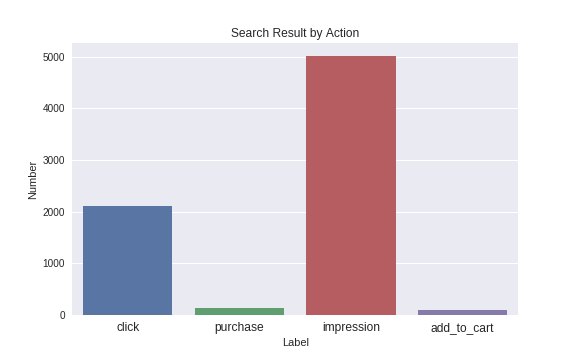 Search Result by Action
5000
4000
3000
2000
1000
0
Number
click purchase impression add_to_cart
Label